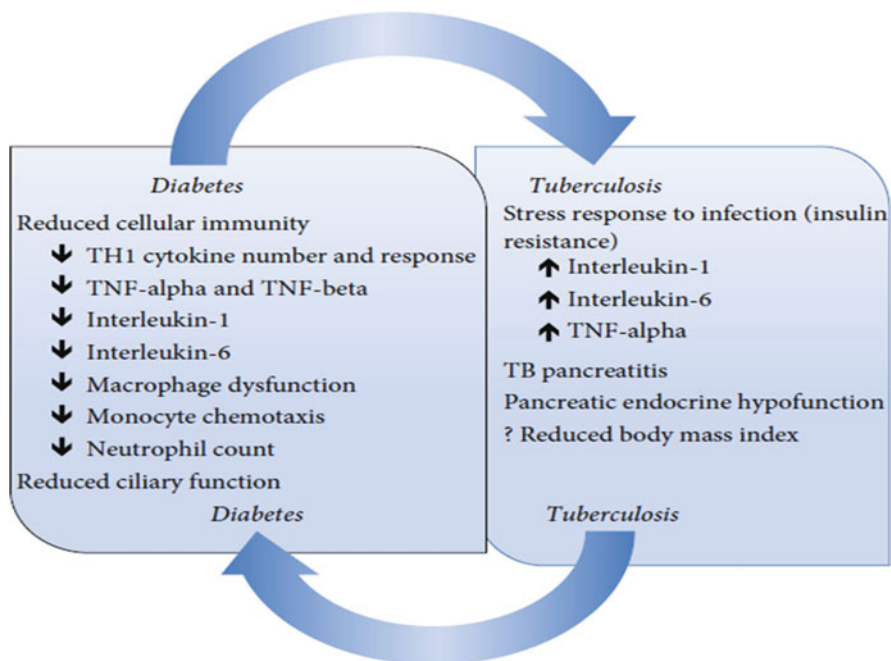 Diabetes
Reduced cellular immunity
🡫 TH1 cytokine number and response
🡫 TNF-alpha and TNF-beta
🡫 Interleukin-1
🡫 Interleukin-6
🡫 Macrophage dysfunction
🡫 Monocyte chemotaxis
🡫 Neutrophil count
Reduced ciliary function
Diabetes
Tuberculosis
Stress response to infection (insulin
resistance)
🡩 Interleukin-1
🡩 Interleukin-6
🡩 TNF-alpha
TB pancreatitis
Pancreatic endocrine hypofunction
? Reduced body mass index
Tuberculosis